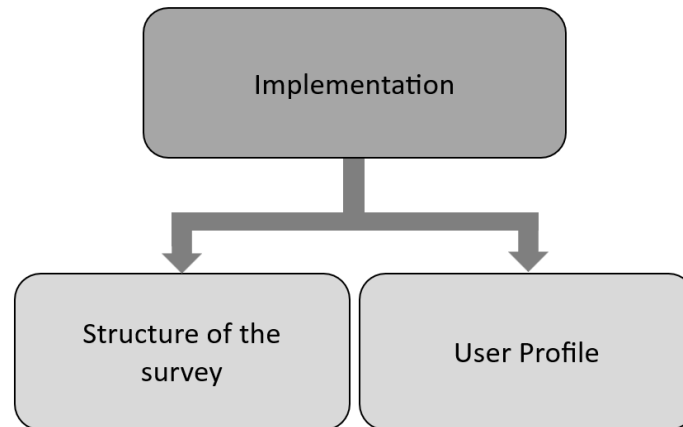 Implementation
Structure of the
survey
User Profile